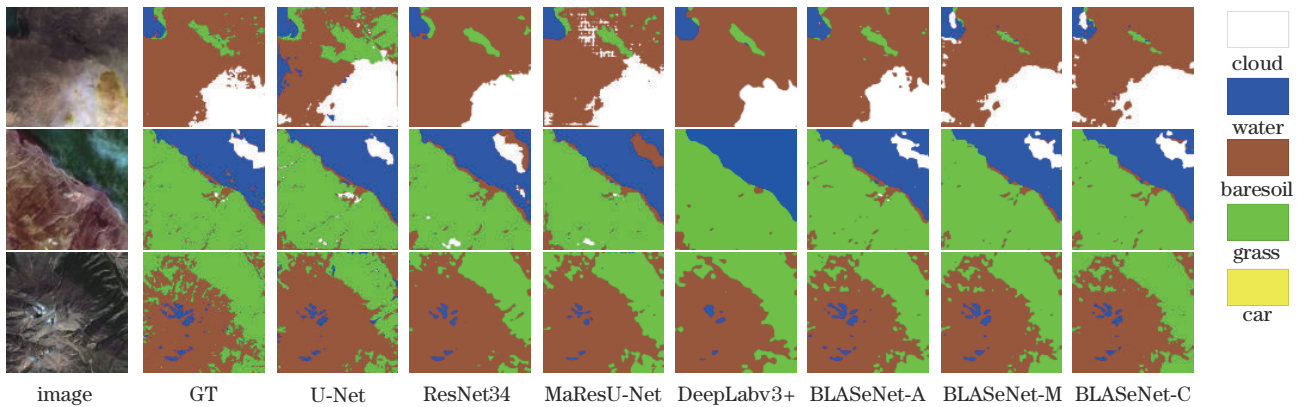 cloud
water
baresoil
grass
car
image GT U-Net ResNet34 MaResU-Net DeepLabv3+ BLASeNet-A BLASeNet-M BLASeNet-C